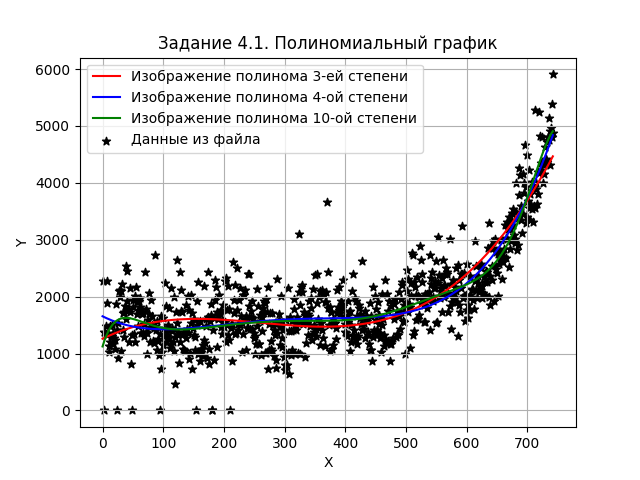 Задание 4.1. Полиномиальный график
Изображение полинома 3-ей степени
Изображение полинома 4-ой степени
Изображение полинома 10-ой степени
Данные из файла
6000
5000
4000
3000
2000
1000
0
Y
0 100 200 300 400 500 600 700
X